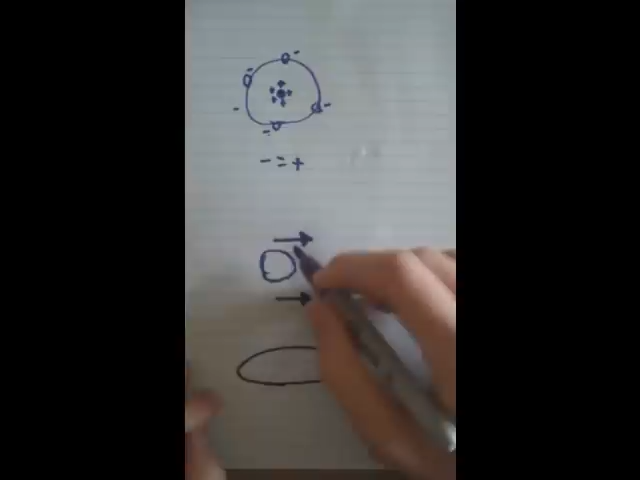 - = +